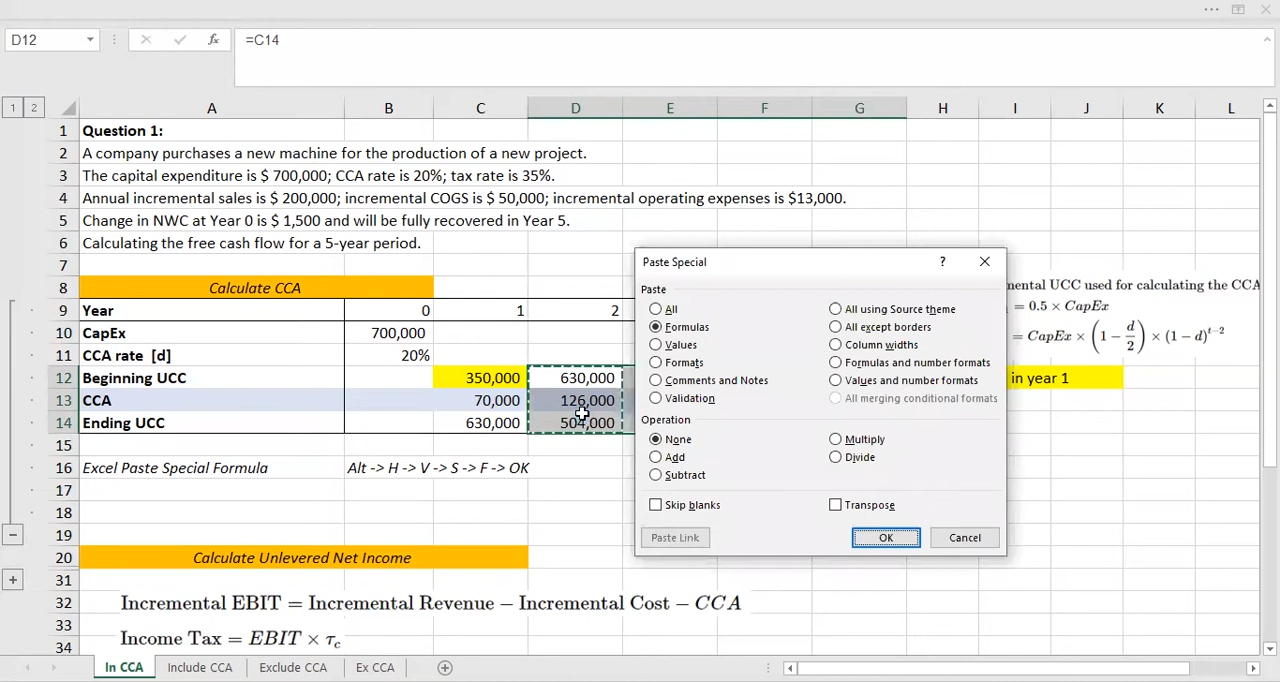 D12 fx =C14
1 2
A B C D E F G H I J K L
1 Question 1:
2 A company purchases a new machine for the production of a new project.
3 The capital expenditure is $ 700,000; CCA rate is 20%; tax rate is 35%.
4 Annual incremental sales is $ 200,000; incremental COGS is $ 50,000; incremental operating expenses is $13,000.
5 Change in NWC at Year 0 is $ 1,500 and will be fully recovered in Year 5.
6 Calculating the free cash flow for a 5-year period.
7
8 Calculate CCA
9 Year 0 1 2
10 CapEx 700,000
11 CCA rate [d] 20%
12 Beginning UCC 350,000 630,000
13 CCA 70,000 126,000
14 Ending UCC 630,000 504,000
15
16 Excel Paste Special Formula Alt -> H -> V -> S -> F -> OK
17
18
19
20 Calculate Unlevered Net Income
31
32 Incremental EBIT = Incremental Revenue − Incremental Cost − CCA
33
34 Income Tax = EBIT × τc
Paste Special ?
Paste
All All using Source theme
Formulas All except borders
Values Column widths
Formats Formulas and number formats
Comments and Notes Values and number formats
Validation All merging conditional formats
Operation
None Multiply
Add Divide
Subtract
Skip blanks Transpose
Paste Link OK Cancel
mental UCC used for calculating the CCA
= 0.5 × CapEx
= CapEx × (1 − d/2) × (1 − d)^t−2
in year 1
In CCA Include CCA Exclude CCA Ex CCA